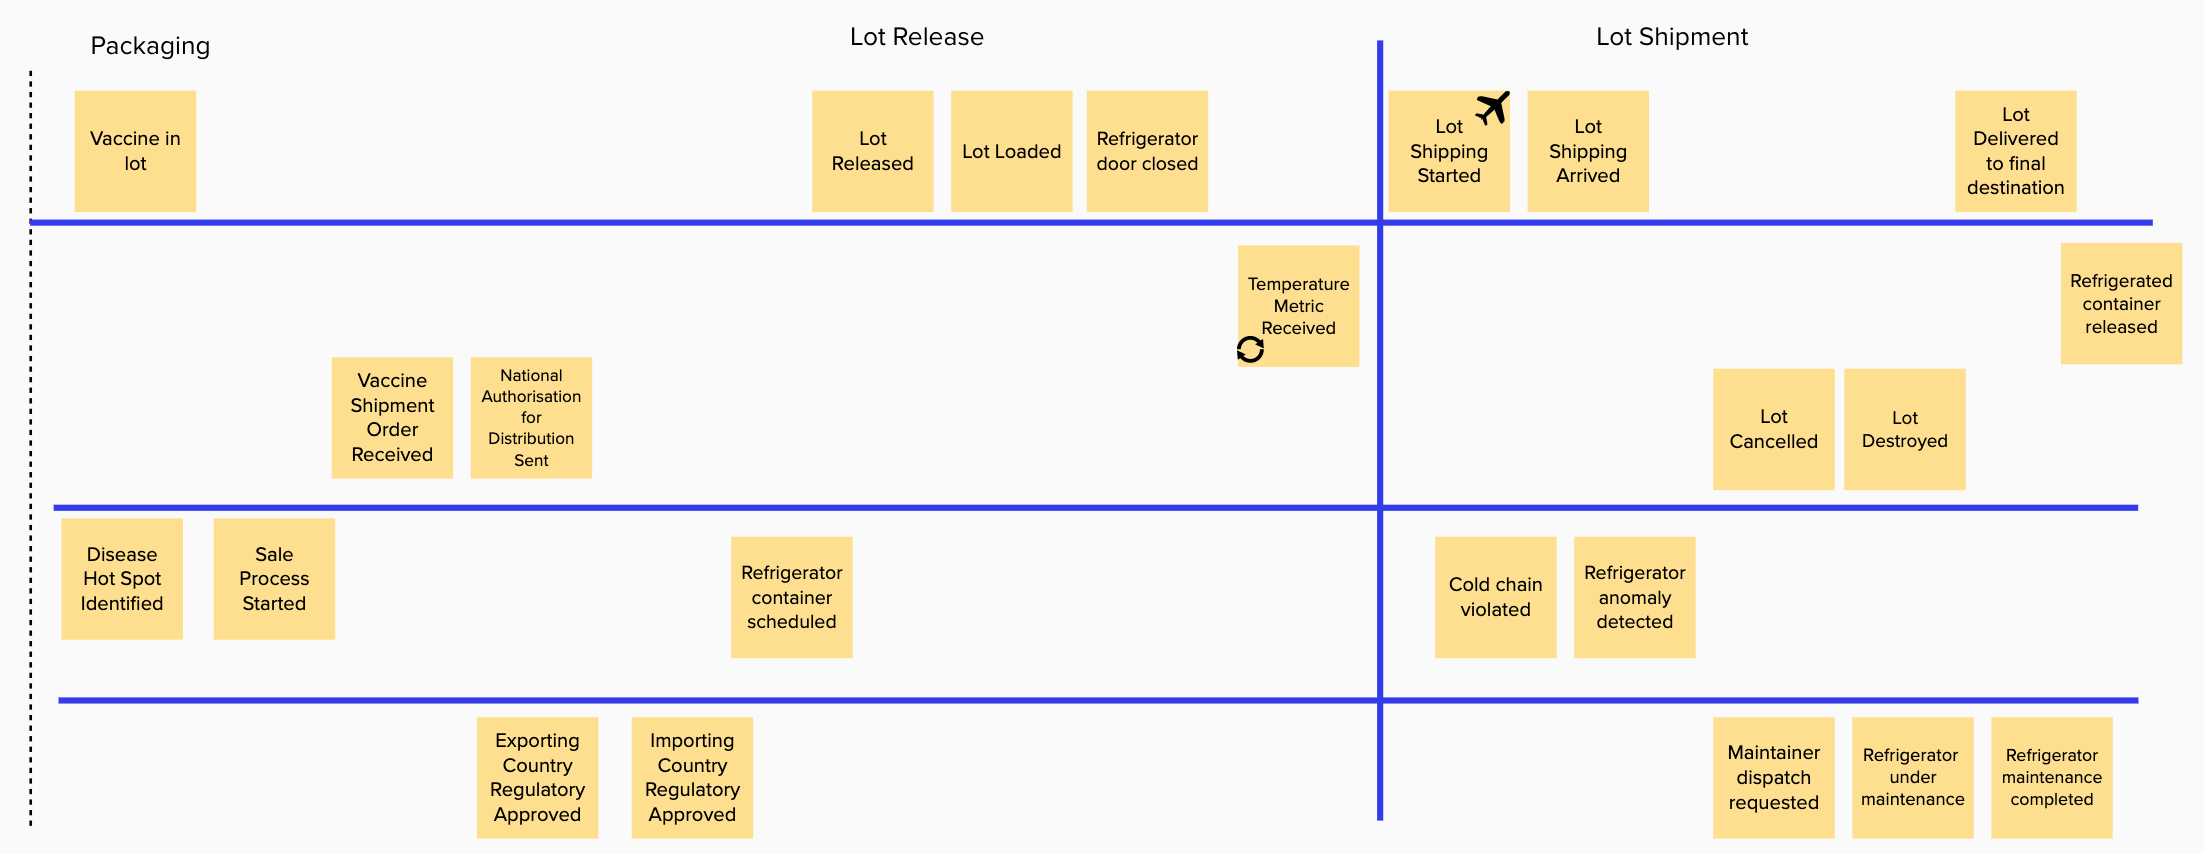 Packaging
Lot Release
Lot Shipment
Vaccine in
lot
Lot
Released
Lot Loaded
Refrigerator
door closed
Lot
Shipping
Started
Lot
Shipping
Arrived
Lot
Delivered
to final
destination
Temperature
Metric
Received
Refrigerated
container
released
Vaccine
Shipment
Order
Received
National
Authorisation
for
Distribution
Sent
Lot
Cancelled
Lot
Destroyed
Disease
Hot Spot
Identified
Sale
Process
Started
Refrigerator
container
scheduled
Cold chain
violated
Refrigerator
anomaly
detected
Exporting
Country
Regulatory
Approved
Importing
Country
Regulatory
Approved
Maintainer
dispatch
requested
Refrigerator
under
maintenance
Refrigerator
maintenance
completed